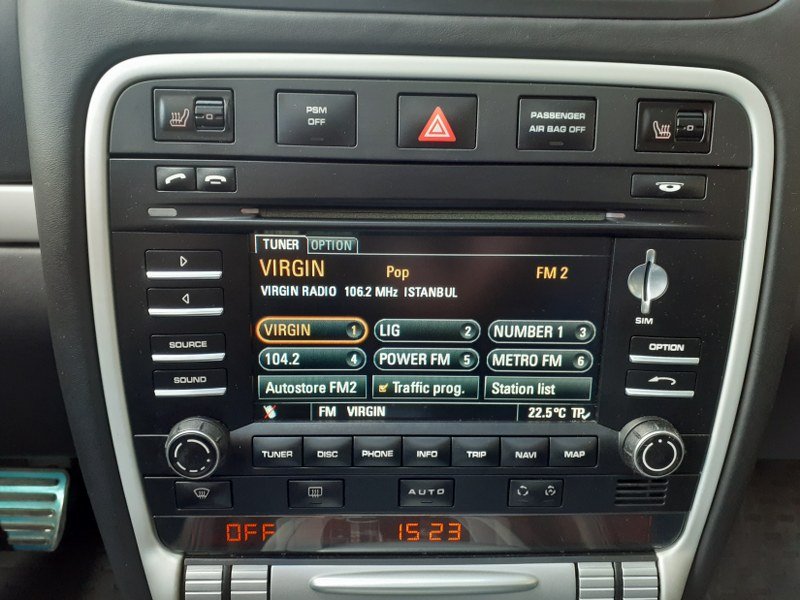 PSM
OFF
PASSENGER
AIR BAG OFF
TUNER OPTION
VIRGIN Pop FM 2
VIRGIN RADIO 106.2 MHz ISTANBUL
VIRGIN 1 LIG 2 NUMBER 1 3
104.2 4 POWER FM 5 METRO FM 6
Autostore FM2 Traffic prog. Station list
FM VIRGIN 22.5°C TP
SIM
SOURCE
OPTION
SOUND
TUNER DISC PHONE INFO TRIP NAVI MAP
AUTO
OFF 15:23